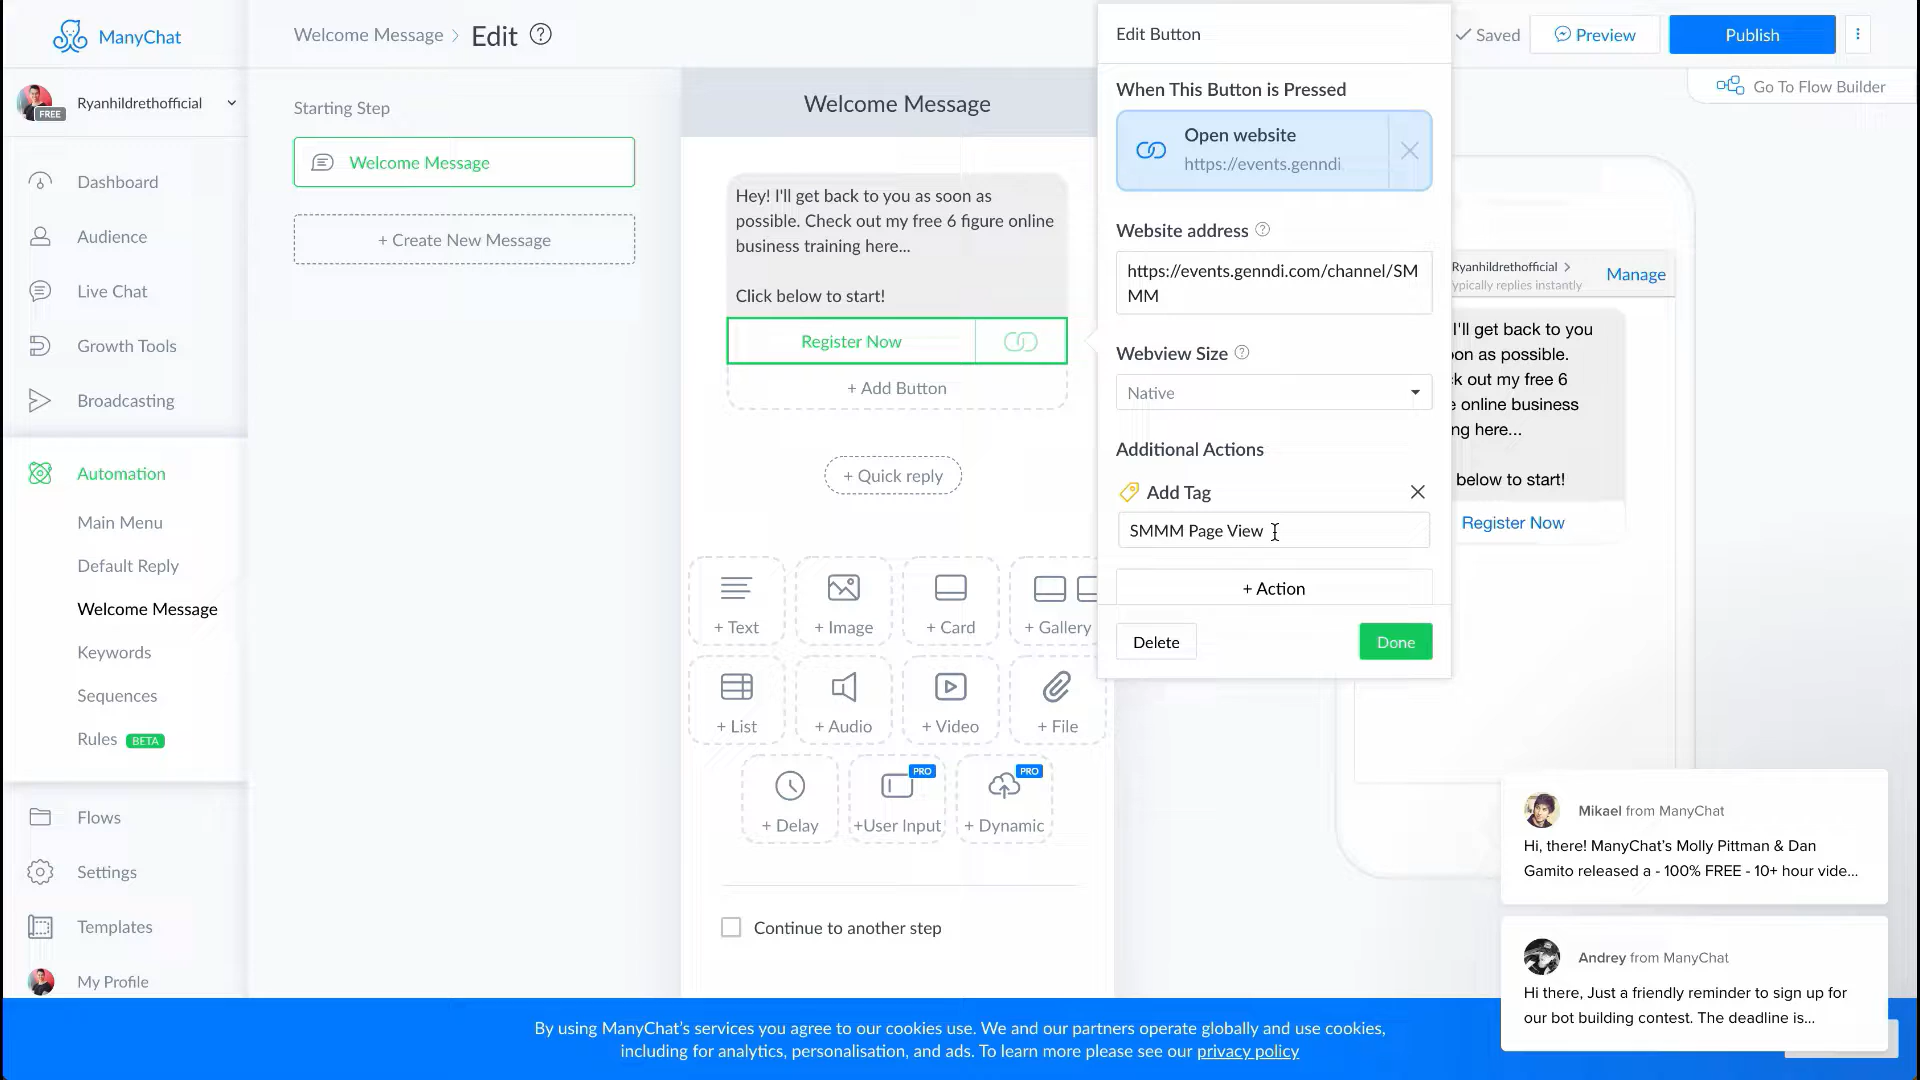 ManyChat
Welcome Message > Edit
Edit Button
Saved
Preview
Publish
Go To Flow Builder
Ryanhildrethofficial
FREE
Dashboard
Audience
Live Chat
Growth Tools
Broadcasting
Automation
Main Menu
Default Reply
Welcome Message
Keywords
Sequences
Rules BETA
Flows
Settings
Templates
My Profile
Starting Step
Welcome Message
+ Create New Message
Welcome Message
Hey! I'll get back to you as soon as
possible. Check out my free 6 figure online
business training here...
Click below to start!
Register Now
+ Add Button
+ Quick reply
+ Text
+ Image
+ Card
+ Gallery
+ List
+ Audio
+ Video
+ File
+ Delay
PRO
+User Input
PRO
+ Dynamic
Continue to another step
When This Button is Pressed
Open website
https://events.genndi
Website address
https://events.genndi.com/channel/SM
MM
Webview Size
Native
Additional Actions
Add Tag
SMMM Page View
+ Action
Delete
Done
Ryanhildrethofficial >
ypically replies instantly
Manage
I'll get back to you
on as possible.
k out my free 6
online business
ng here...
below to start!
Register Now
Mikael from ManyChat
Hi, there! ManyChat's Molly Pittman & Dan
Gamito released a - 100% FREE - 10+ hour vide...
Andrey from ManyChat
Hi there, Just a friendly reminder to sign up for
our bot building contest. The deadline is...
By using ManyChat's services you agree to our cookies use. We and our partners operate globally and use cookies,
including for analytics, personalisation, and ads. To learn more please see our privacy policy